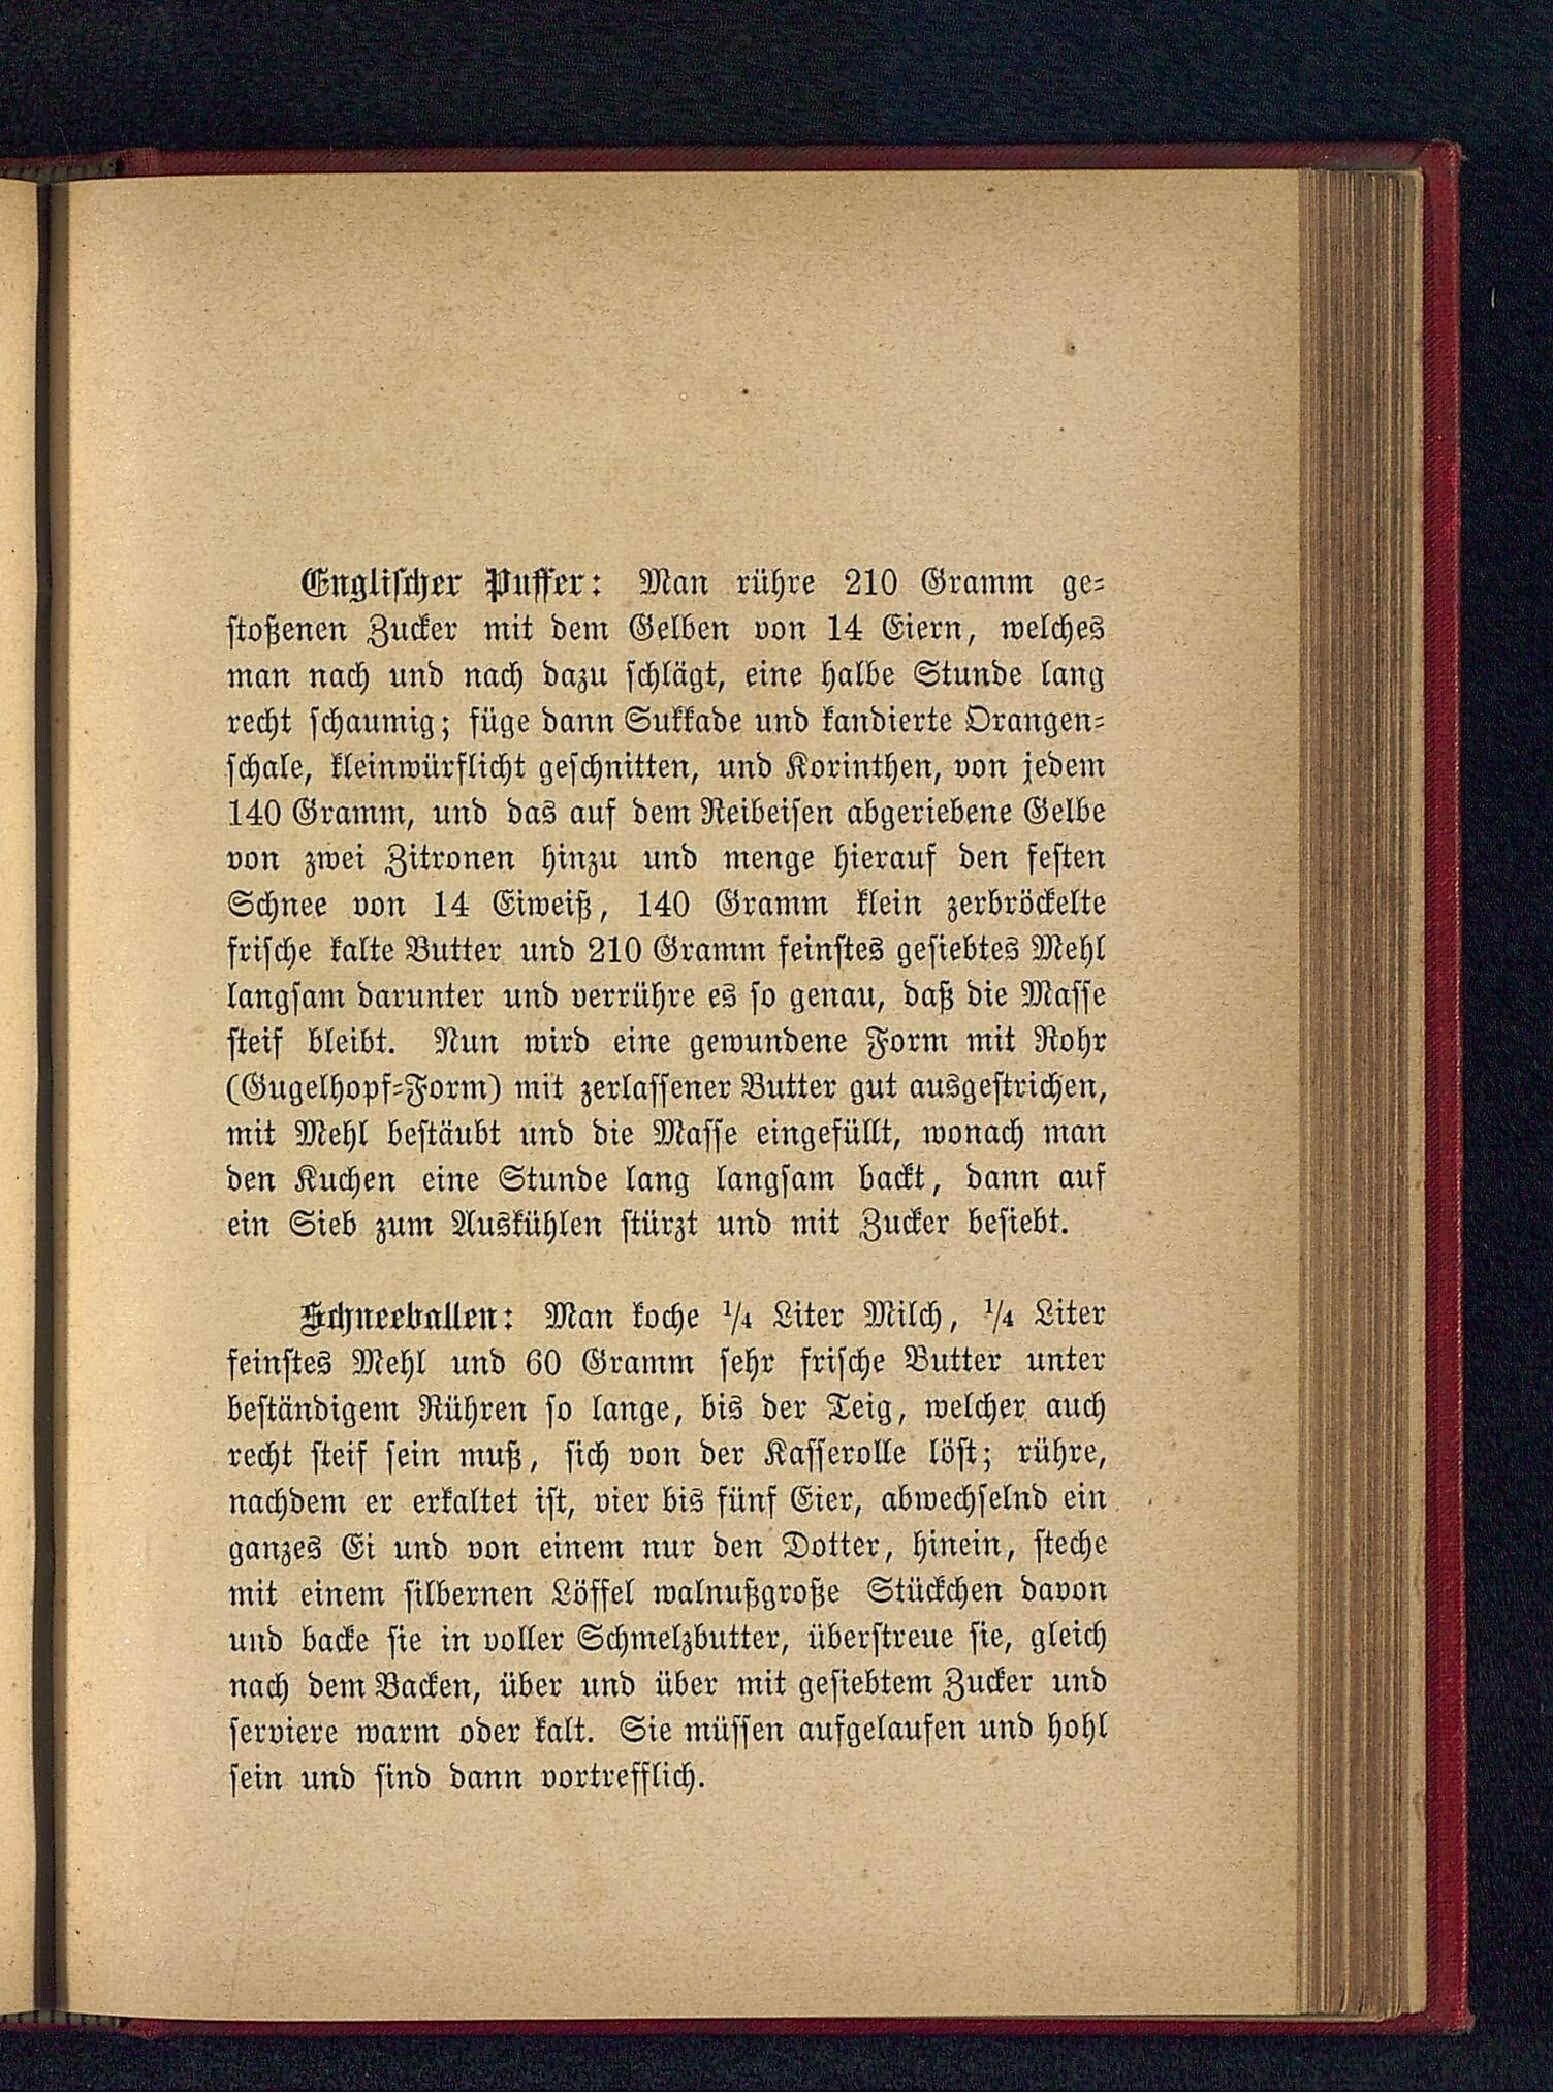 Englischer Puffer: Man rühre 210 Gramm ge-
stoßenen Zucker mit dem Gelben von 14 Eiern, welches
man nach und nach dazu schlägt, eine halbe Stunde lang
recht schaumig; füge dann Sukkade und kandierte Orangen-
schale, kleinwürflicht geschnitten, und Korinthen, von jedem
140 Gramm, und das auf dem Reibeisen abgeriebene Gelbe
von zwei Zitronen hinzu und menge hierauf den festen
Schnee von 14 Eiweiß, 140 Gramm klein zerbröckelte
frische kalte Butter und 210 Gramm feinstes gesiebtes Mehl
langsam darunter und verrühre es so genau, daß die Masse
steif bleibt. Nun wird eine gewundene Form mit Rohr
(Gugelhopf-Form) mit zerlassener Butter gut ausgestrichen,
mit Mehl bestäubt und die Masse eingefüllt, wonach man
den Kuchen eine Stunde lang langsam backt, dann auf
ein Sieb zum Auskühlen stürzt und mit Zucker besiebt.
Schneeballen: Man koche 1/4 Liter Milch, 1/4 Liter
feinstes Mehl und 60 Gramm sehr frische Butter unter
beständigem Rühren so lange, bis der Teig, welcher auch
recht steif sein muß, sich von der Kasserolle löst; rühre,
nachdem er erkaltet ist, vier bis fünf Eier, abwechselnd ein
ganzes Ei und von einem nur den Dotter, hinein, steche
mit einem silbernen Löffel walnußgroße Stückchen davon
und backe sie in voller Schmelzbutter, überstreue sie, gleich
nach dem Backen, über und über mit gesiebtem Zucker und
serviere warm oder kalt. Sie müssen aufgelaufen und hohl
sein und sind dann vortrefflich.